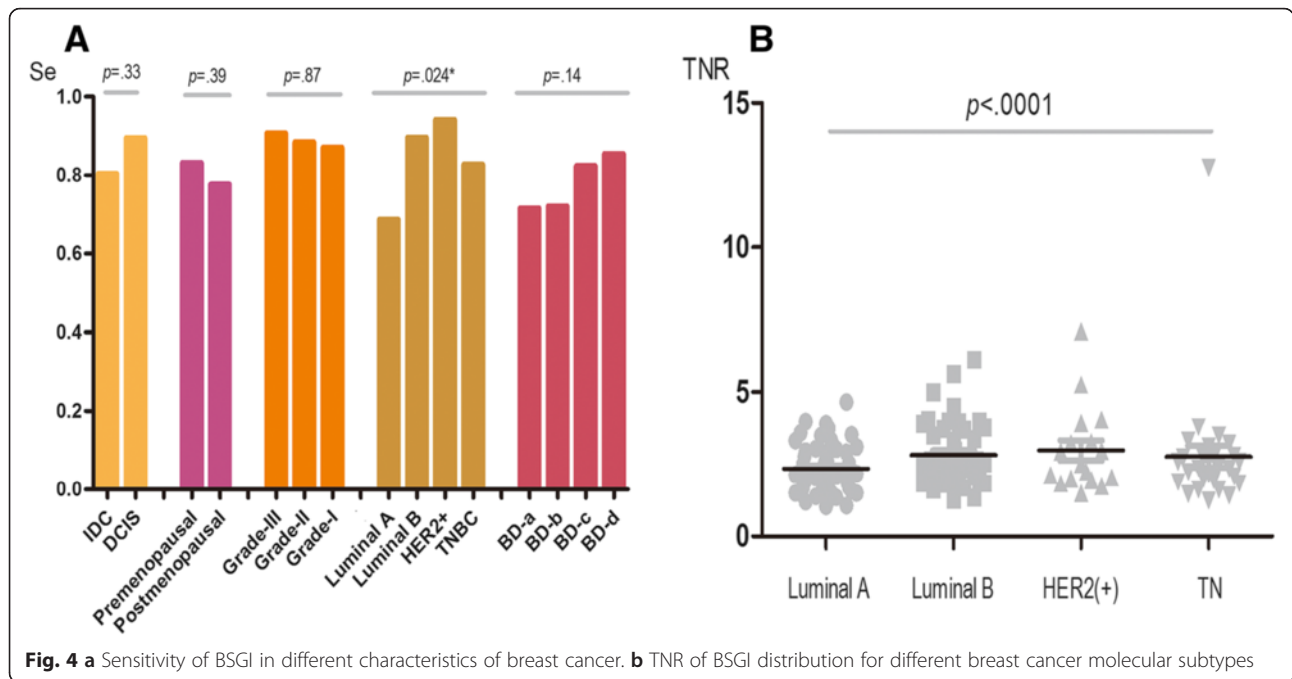 A
Se
p=.33
p=.39
p=.87
p=.024*
p=.14
1.0
0.8
0.6
0.4
0.2
0.0
IDC
DCIS
Premenopausal
Postmenopausal
Grade-III
Grade-II
Grade-I
Luminal A
Luminal B
HER2+
TNBC
BD-a
BD-b
BD-c
BD-d
B
TNR
p<.0001
15
10
5
0
Luminal A
Luminal B
HER2(+)
TN
Fig. 4 a Sensitivity of BSGI in different characteristics of breast cancer. b TNR of BSGI distribution for different breast cancer molecular subtypes